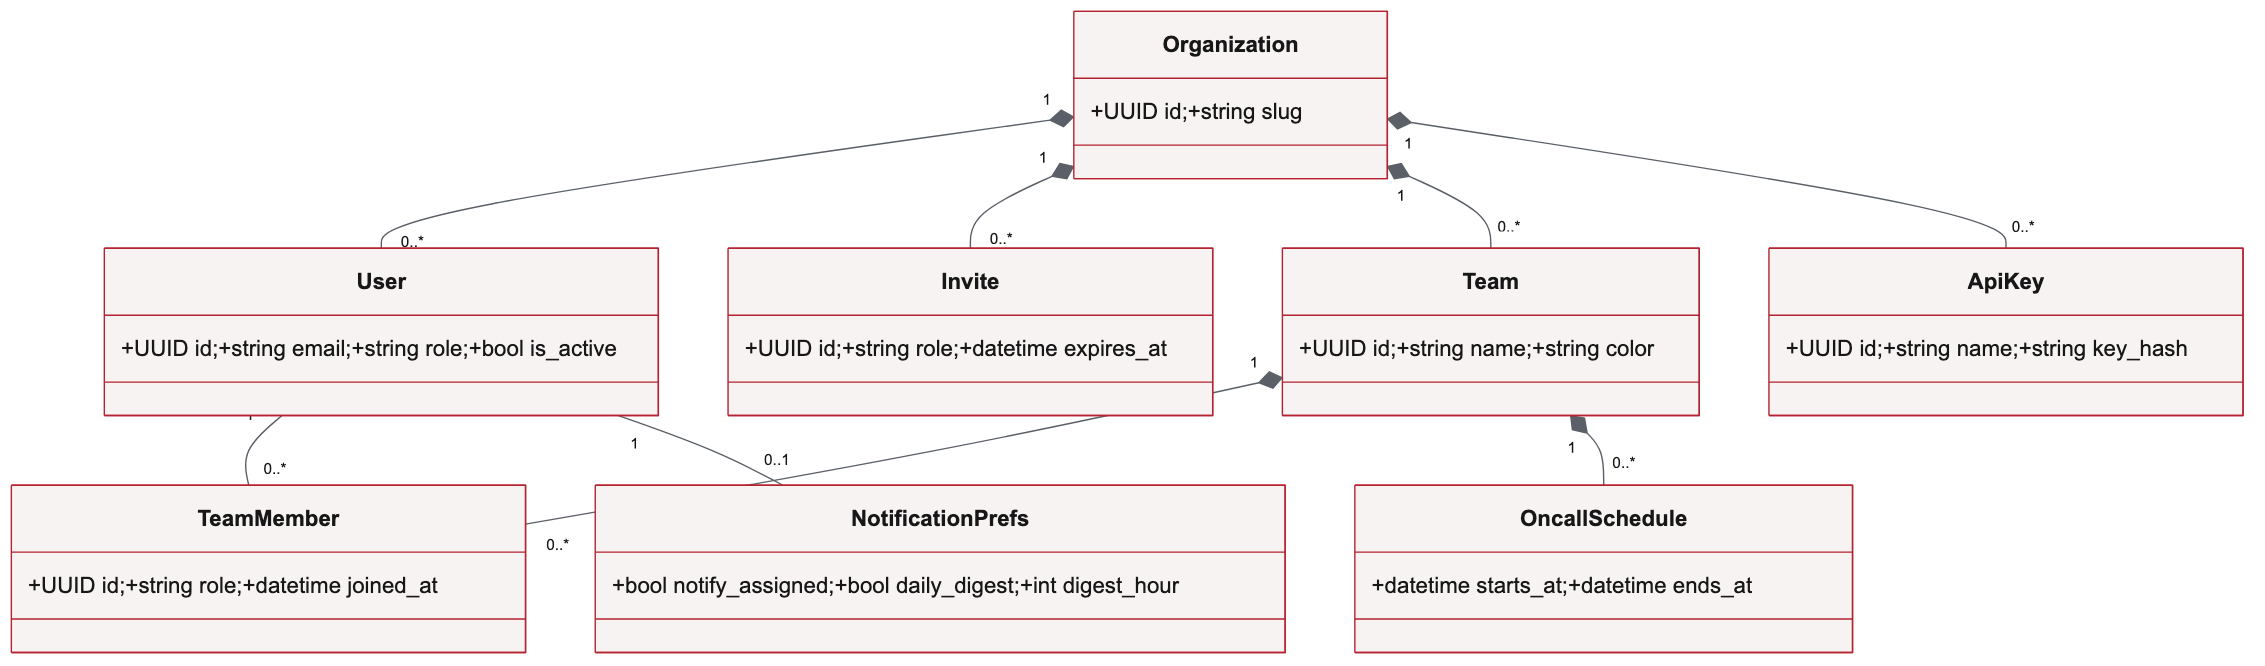 Organization
+UUID id;+string slug
1
1
1
1
0..*
0..*
0..*
0..*
User
+UUID id;+string email;+string role;+bool is_active
Invite
+UUID id;+string role;+datetime expires_at
Team
+UUID id;+string name;+string color
ApiKey
+UUID id;+string name;+string key_hash
1
1
1
0..*
0..1
0..*
0..*
TeamMember
+UUID id;+string role;+datetime joined_at
NotificationPrefs
+bool notify_assigned;+bool daily_digest;+int digest_hour
OncallSchedule
+datetime starts_at;+datetime ends_at